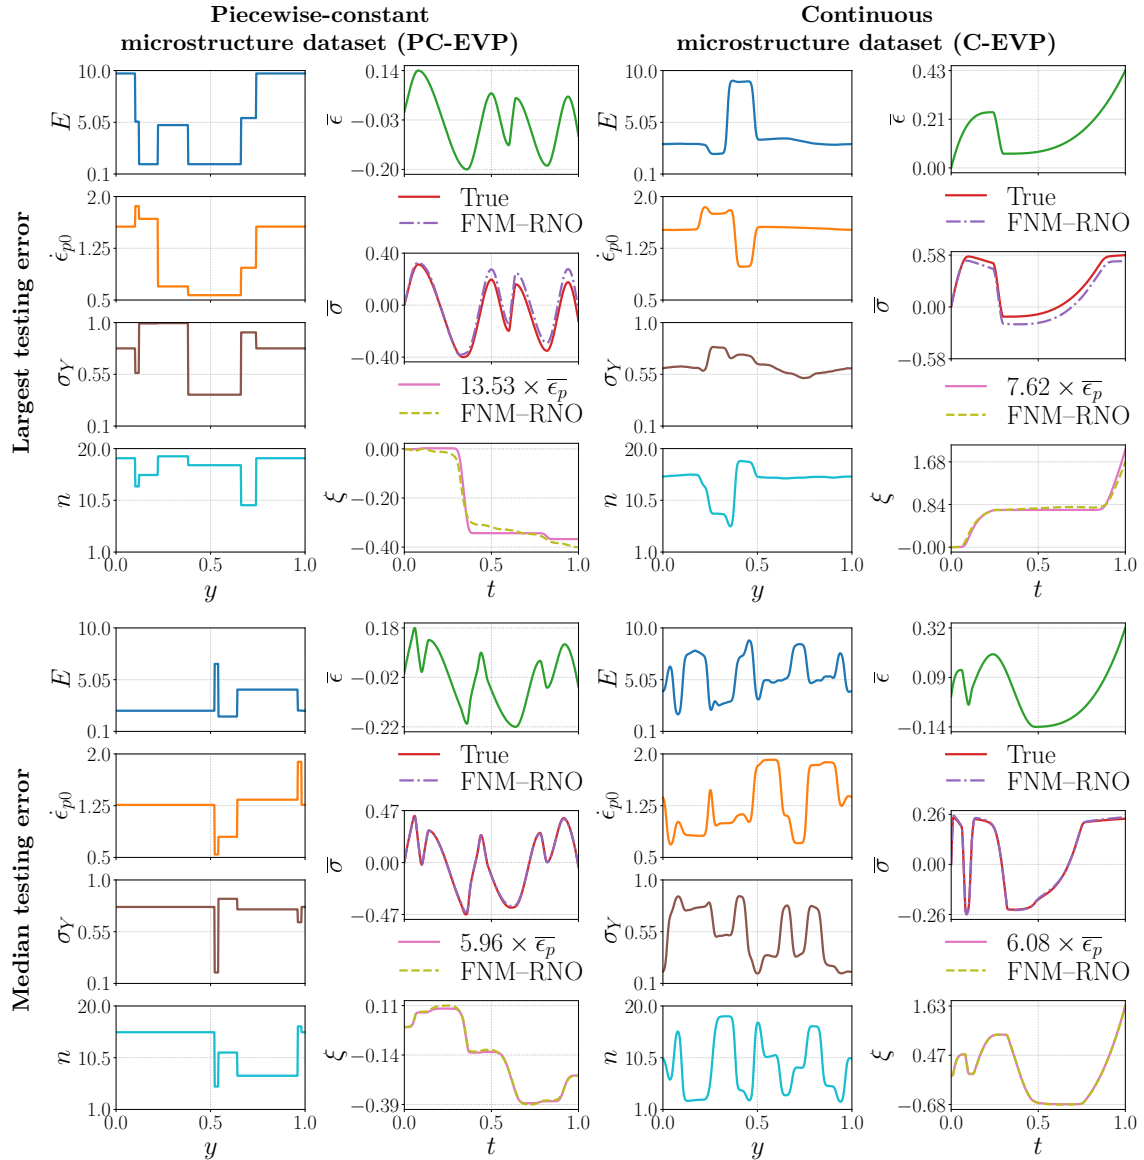 Piecewise-constant
microstructure dataset (PC-EVP)
Continuous
microstructure dataset (C-EVP)
Largest testing error
10.0
5.05
0.1
E
2.0
1.25
0.5
ε̇p0
1.0
0.55
0.1
σY
20.0
10.5
1.0
n
0.0 0.5 1.0
y
0.14
−0.03
−0.20
ε̄
True
FNM–RNO
0.40
0.00
−0.40
σ̄
13.53 × ε̄p
FNM–RNO
0.00
−0.20
−0.40
ξ
0.0 0.5 1.0
t
10.0
5.05
0.1
E
2.0
1.25
0.5
ε̇p0
1.0
0.55
0.1
σY
20.0
10.5
1.0
n
0.0 0.5 1.0
y
0.43
0.21
0.00
ε̄
True
FNM–RNO
0.58
0.00
−0.58
σ̄
7.62 × ε̄p
FNM–RNO
1.68
0.84
−0.00
ξ
0.0 0.5 1.0
t
Median testing error
10.0
5.05
0.1
E
2.0
1.25
0.5
ε̇p0
1.0
0.55
0.1
σY
20.0
10.5
1.0
n
0.0 0.5 1.0
y
0.18
−0.02
−0.22
ε̄
True
FNM–RNO
0.47
0.00
−0.47
σ̄
5.96 × ε̄p
FNM–RNO
0.11
−0.14
−0.39
ξ
0.0 0.5 1.0
t
10.0
5.05
0.1
E
2.0
1.25
0.5
ε̇p0
1.0
0.55
0.1
σY
20.0
10.5
1.0
n
0.0 0.5 1.0
y
0.32
0.09
−0.14
ε̄
True
FNM–RNO
0.26
0.00
−0.26
σ̄
6.08 × ε̄p
FNM–RNO
1.63
0.47
−0.68
ξ
0.0 0.5 1.0
t